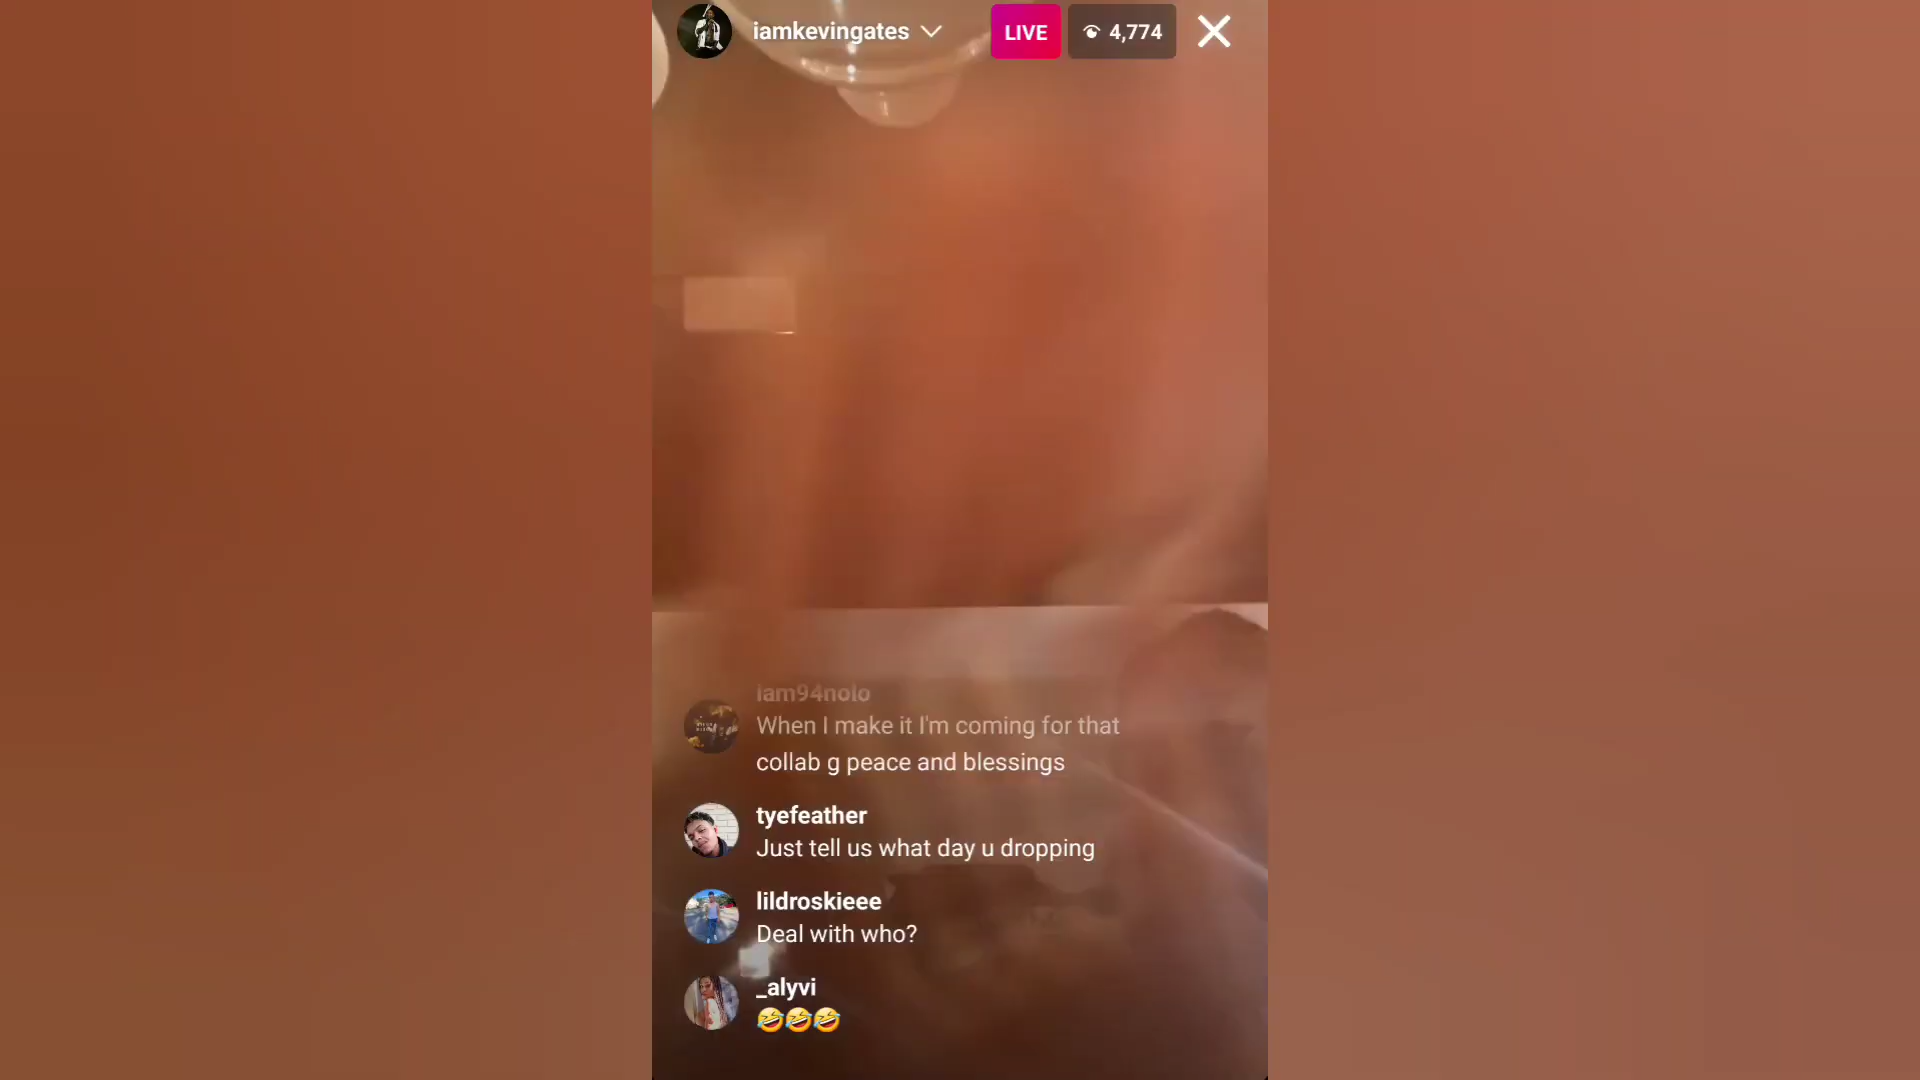 iamkevingates
LIVE
4,774
iam94nolo
When I make it I'm coming for that
collab g peace and blessings
tyefeather
Just tell us what day u dropping
lildroskieee
Deal with who?
_alyvi
🤣🤣🤣